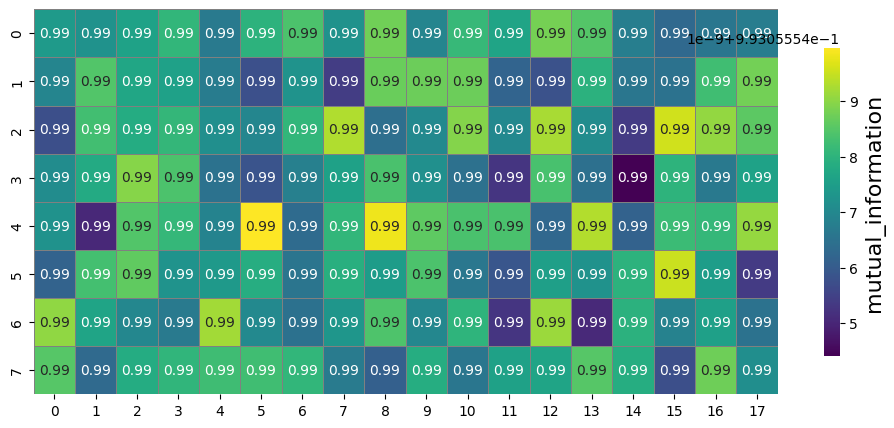 1e−9+9.9305554e−1
0 0.99 0.99 0.99 0.99 0.99 0.99 0.99 0.99 0.99 0.99 0.99 0.99 0.99 0.99 0.99 0.99 0.99 0.99
1 0.99 0.99 0.99 0.99 0.99 0.99 0.99 0.99 0.99 0.99 0.99 0.99 0.99 0.99 0.99 0.99 0.99 0.99
2 0.99 0.99 0.99 0.99 0.99 0.99 0.99 0.99 0.99 0.99 0.99 0.99 0.99 0.99 0.99 0.99 0.99 0.99
3 0.99 0.99 0.99 0.99 0.99 0.99 0.99 0.99 0.99 0.99 0.99 0.99 0.99 0.99 0.99 0.99 0.99 0.99
4 0.99 0.99 0.99 0.99 0.99 0.99 0.99 0.99 0.99 0.99 0.99 0.99 0.99 0.99 0.99 0.99 0.99 0.99
5 0.99 0.99 0.99 0.99 0.99 0.99 0.99 0.99 0.99 0.99 0.99 0.99 0.99 0.99 0.99 0.99 0.99 0.99
6 0.99 0.99 0.99 0.99 0.99 0.99 0.99 0.99 0.99 0.99 0.99 0.99 0.99 0.99 0.99 0.99 0.99 0.99
7 0.99 0.99 0.99 0.99 0.99 0.99 0.99 0.99 0.99 0.99 0.99 0.99 0.99 0.99 0.99 0.99 0.99 0.99
0 1 2 3 4 5 6 7 8 9 10 11 12 13 14 15 16 17
9
8
7
6
5
mutual_information